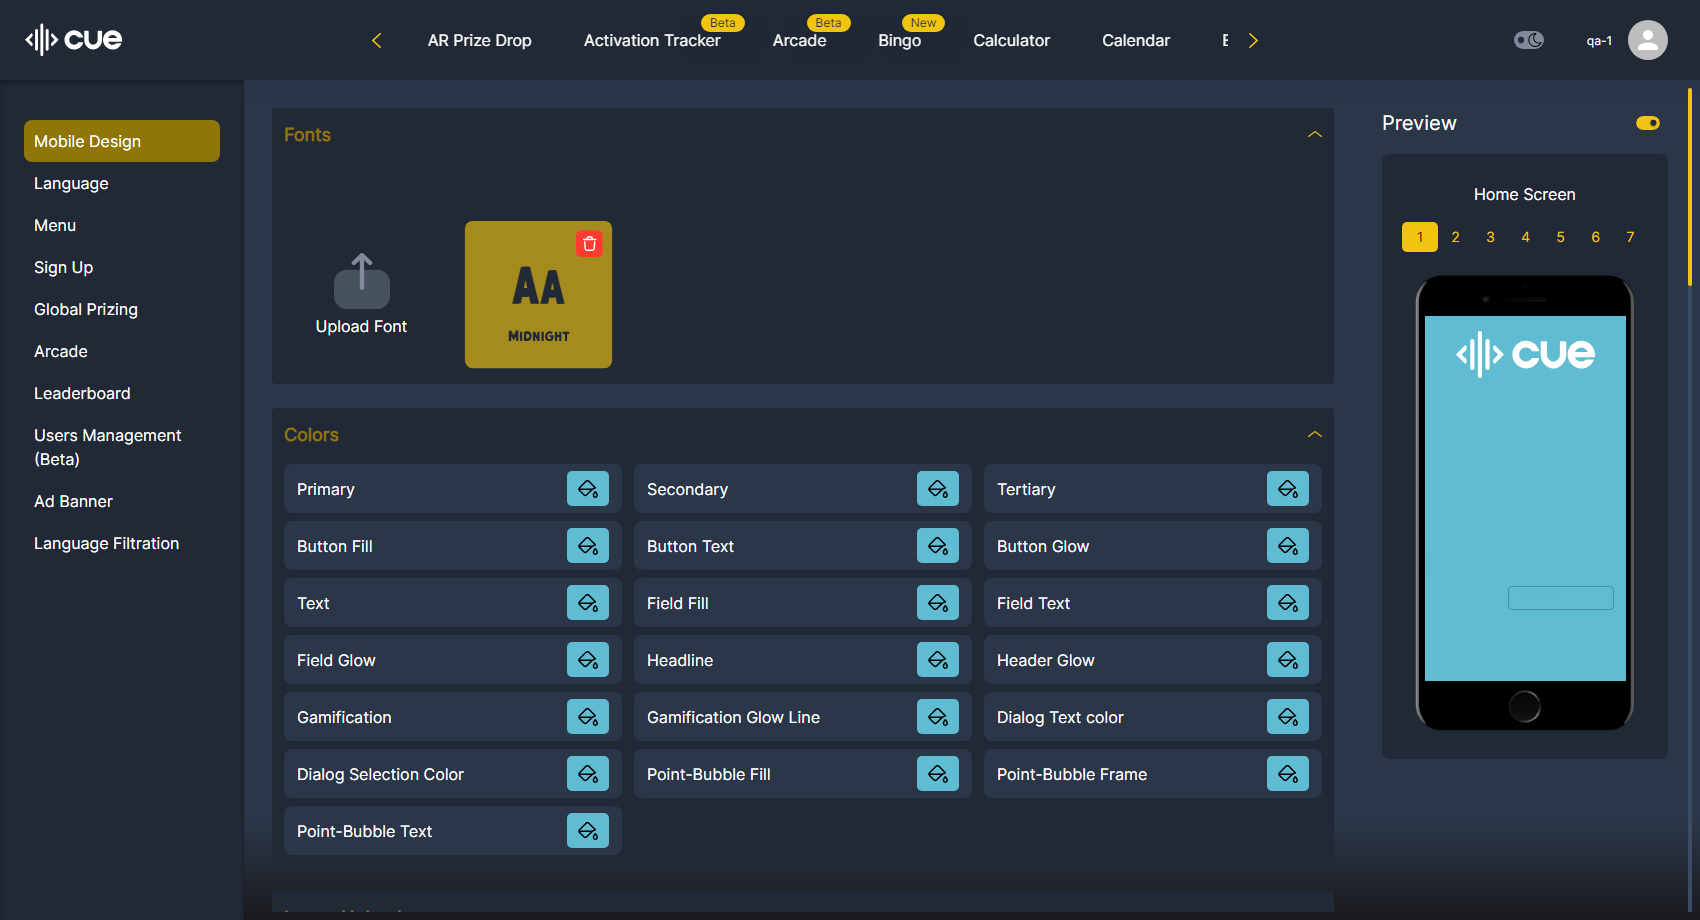 cue
AR Prize Drop
Activation Tracker
Beta
Arcade
Beta
Bingo
New
Calculator
Calendar
qa-1
Mobile Design
Language
Menu
Sign Up
Global Prizing
Arcade
Leaderboard
Users Management
(Beta)
Ad Banner
Language Filtration
Fonts
Upload Font
AA
MIDNIGHT
Colors
Primary
Secondary
Tertiary
Button Fill
Button Text
Button Glow
Text
Field Fill
Field Text
Field Glow
Headline
Header Glow
Gamification
Gamification Glow Line
Dialog Text color
Dialog Selection Color
Point-Bubble Fill
Point-Bubble Frame
Point-Bubble Text
Preview
Home Screen
1 2 3 4 5 6 7
cue